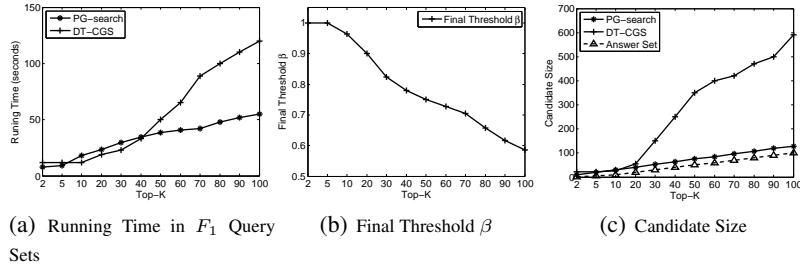 150
100
50
0
Runing Time (seconds)
PG−search
DT−CGS
2 5 10 20 30 40 50 60 70 80 90 100
Top−K
1
0.9
0.8
0.7
0.6
0.5
Final Threshold β
Final Threshold β
2 5 10 20 30 40 50 60 70 80 90 100
Top−K
700
600
500
400
300
200
100
0
Candidate Size
PG−search
DT−CGS
Answer Set
2 5 10 20 30 40 50 60 70 80 90 100
Top−K
(a) Running Time in F1 Query
Sets
(b) Final Threshold β
(c) Candidate Size